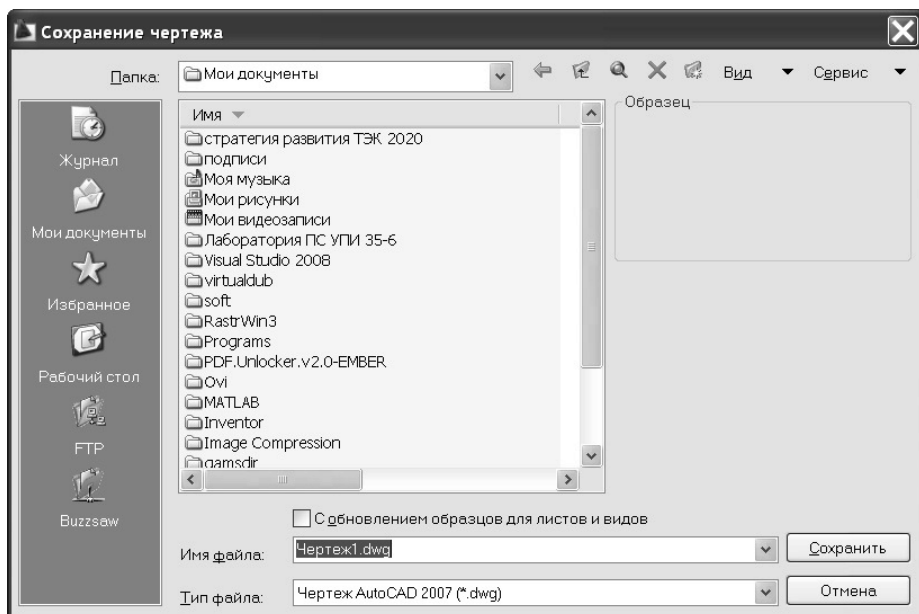 Сохранение чертежа
Папка: Мои документы Вид Сервис
Журнал
Мои документы
Избранное
Рабочий стол
FTP
Buzzsaw
Имя
стратегия развития ТЭК 2020
подписи
Моя музыка
Мои рисунки
Мои видеозаписи
Лаборатория ПС УПИ 35-6
Visual Studio 2008
virtualdub
soft
RastrWin3
Programs
PDF.Unlocker.v2.0-EMBER
Ovi
MATLAB
Inventor
Image Compression
gamsdir
Образец
С обновлением образцов для листов и видов
Имя файла: Чертеж1.dwg Сохранить
Тип файла: Чертеж AutoCAD 2007 (*.dwg) Отмена